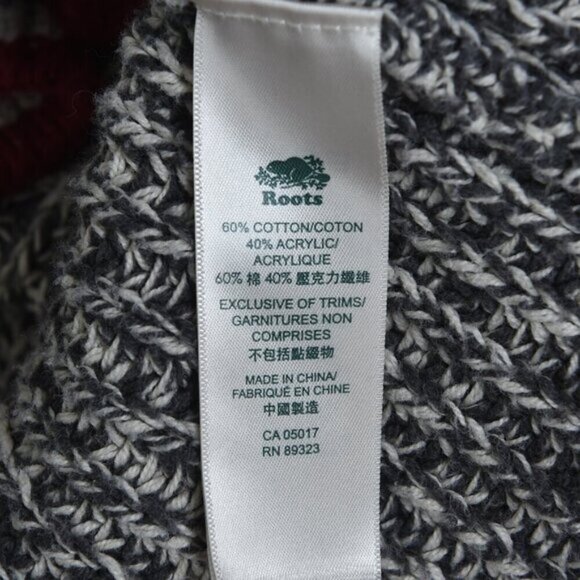 Roots
60% COTTON/COTON
40% ACRYLIC/
ACRYLIQUE
60% 棉 40% 壓克力纖維
EXCLUSIVE OF TRIMS/
GARNITURES NON
COMPRISES
不包括點綴物
MADE IN CHINA/
FABRIQUÉ EN CHINE
中國製造
CA 05017
RN 89323